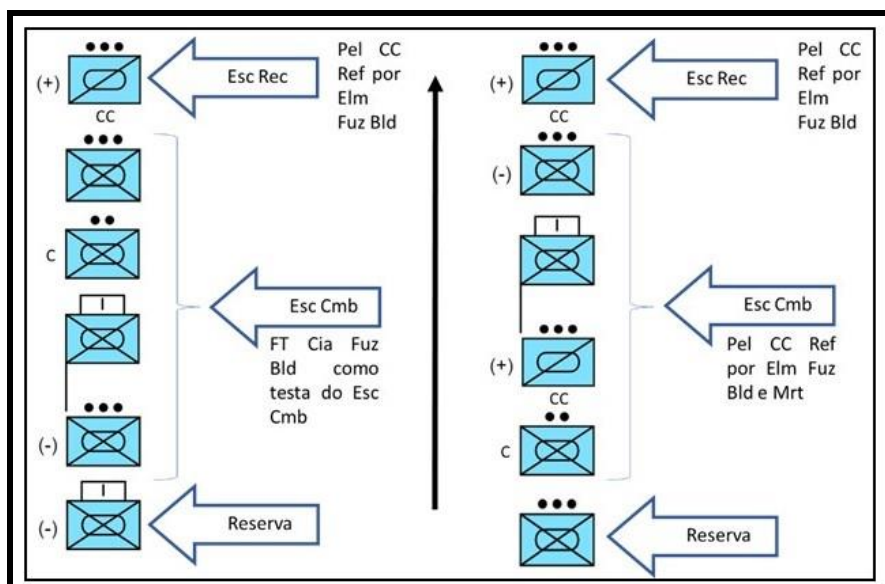 (+)
CC
Esc Rec
Pel CC
Ref por
Elm
Fuz Bld
C
I
(-)
I
(-)
Esc Cmb
FT Cia Fuz
Bld como
testa do Esc
Cmb
Reserva
(+)
CC
Esc Rec
Pel CC
Ref por
Elm
Fuz Bld
(-)
I
(+)
CC
C
Esc Cmb
Pel CC Ref
por Elm Fuz
Bld e Mrt
Reserva